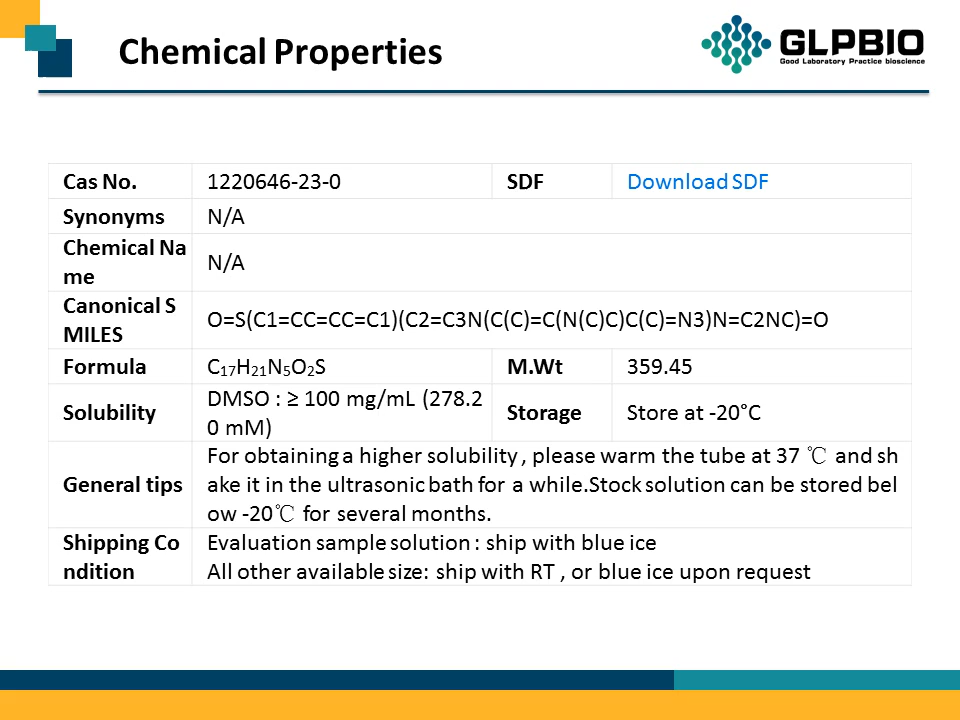 Chemical Properties
GLPBIO
Good Laboratory Practice bioscience
Cas No. 1220646-23-0 SDF Download SDF
Synonyms N/A
Chemical Na
me N/A
Canonical S
MILES O=S(C1=CC=CC=C1)(C2=C3N(C(C)=C(N(C)C)C(C)=N3)N=C2NC)=O
Formula C₁₇H₂₁N₅O₂S M.Wt 359.45
Solubility DMSO : ≥ 100 mg/mL (278.2
0 mM) Storage Store at -20°C
General tips For obtaining a higher solubility , please warm the tube at 37 ℃ and sh
ake it in the ultrasonic bath for a while.Stock solution can be stored bel
ow -20℃ for several months.
Shipping Co
ndition Evaluation sample solution : ship with blue ice
All other available size: ship with RT , or blue ice upon request